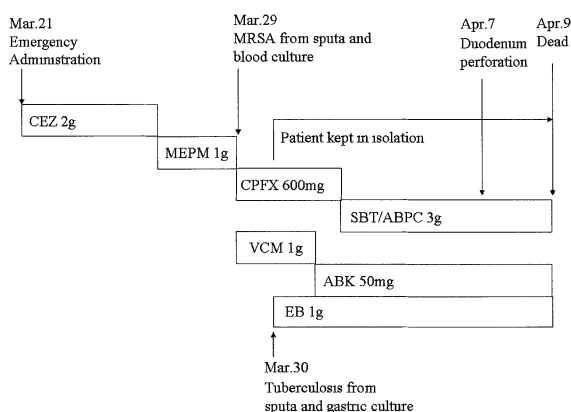 Mar.21
Emergency
Administration
Mar.29
MRSA from sputa and
blood culture
Apr.7
Duodenum
perforation
Apr.9
Dead
CEZ 2g
Patient kept in isolation
MEPM 1g
CPFX 600mg
SBT/ABPC 3g
VCM 1g
ABK 50mg
EB 1g
Mar.30
Tuberculosis from
sputa and gastric culture